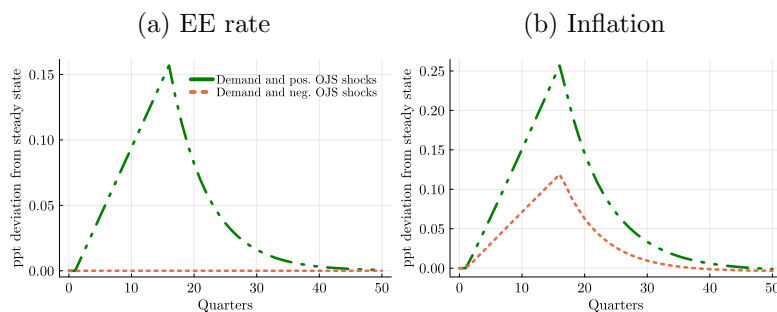 (a) EE rate
ppt deviation from steady state
0.15
0.10
0.05
0.00
Demand and pos. OJS shocks
Demand and neg. OJS shocks
0
10
20
30
40
50
Quarters
(b) Inflation
ppt deviation from steady state
0.25
0.20
0.15
0.10
0.05
0.00
0
10
20
30
40
50
Quarters